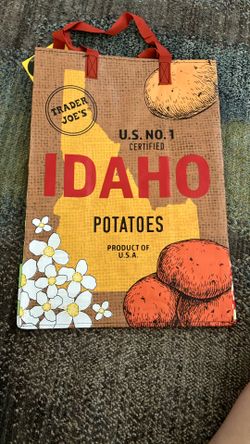 TRADER
JOE'S
U.S. NO. 1
CERTIFIED
IDAHO
POTATOES
PRODUCT OF
U.S.A.